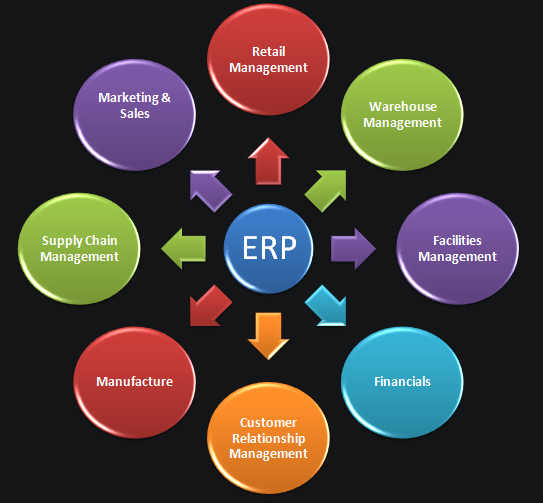 Retail
Management
Marketing &
Sales
Warehouse
Management
Supply Chain
Management
ERP
Facilities
Management
Manufacture
Financials
Customer
Relationship
Management